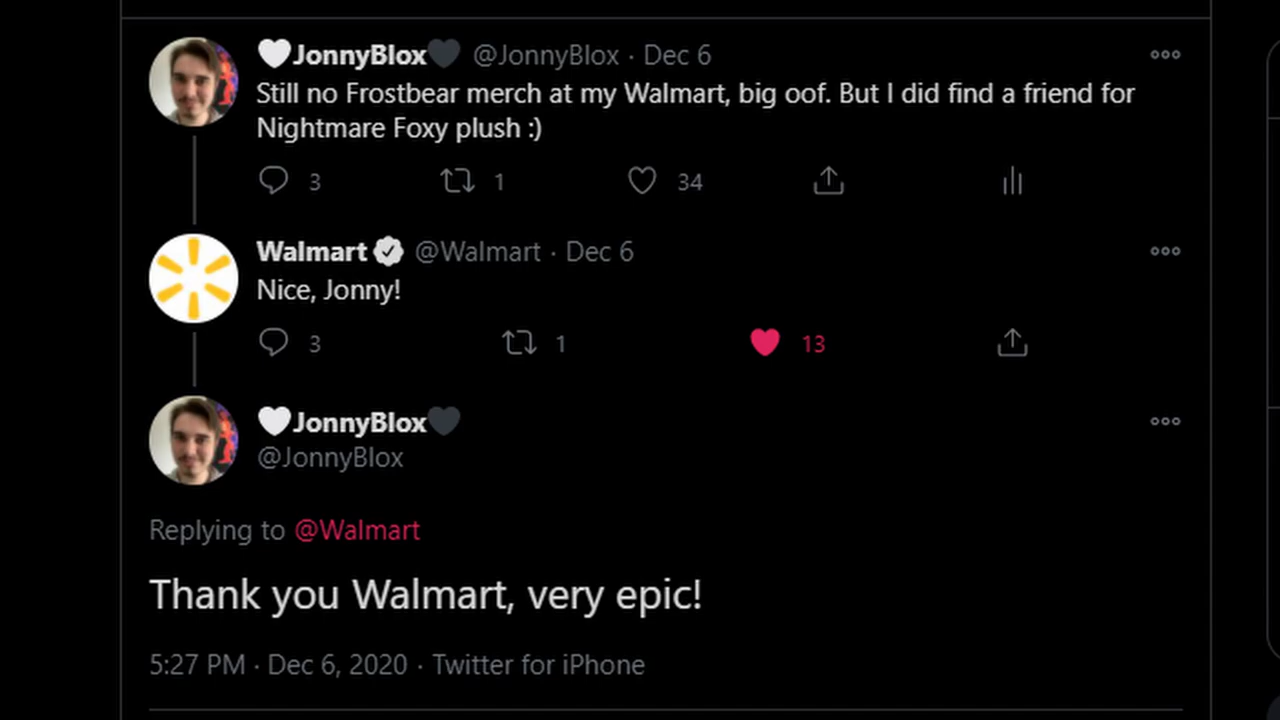 🤍JonnyBlox🖤 @JonnyBlox · Dec 6
Still no Frostbear merch at my Walmart, big oof. But I did find a friend for
Nightmare Foxy plush :)
3 1 34
Walmart @Walmart · Dec 6
Nice, Jonny!
3 1 13
🤍JonnyBlox🖤
@JonnyBlox
Replying to @Walmart
Thank you Walmart, very epic!
5:27 PM · Dec 6, 2020 · Twitter for iPhone